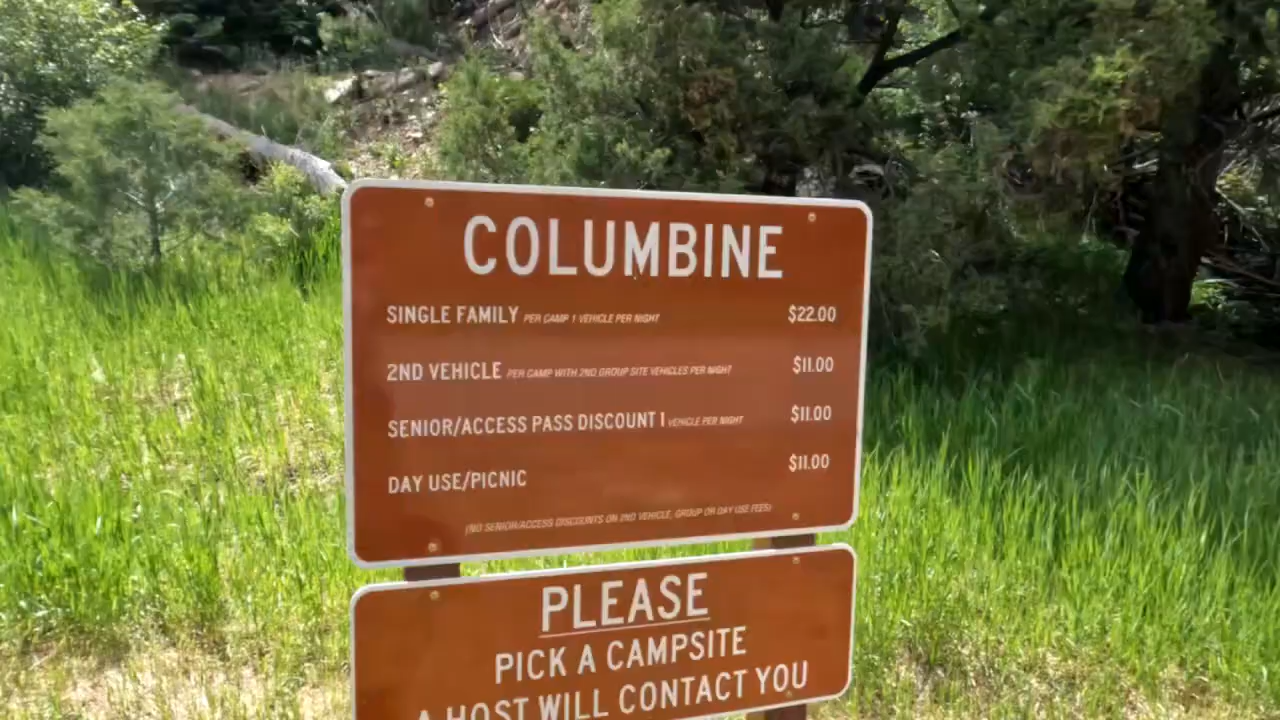 COLUMBINE
SINGLE FAMILY PER CAMP 1 VEHICLE PER NIGHT $22.00
2ND VEHICLE PER CAMP WITH 2ND GROUP SITE VEHICLES PER NIGHT $11.00
SENIOR/ACCESS PASS DISCOUNT 1 VEHICLE PER NIGHT $11.00
DAY USE/PICNIC $11.00
(NO SENIOR/ACCESS DISCOUNTS ON 2ND VEHICLE, GROUP OR DAY USE FEES)
PLEASE
PICK A CAMPSITE
A HOST WILL CONTACT YOU